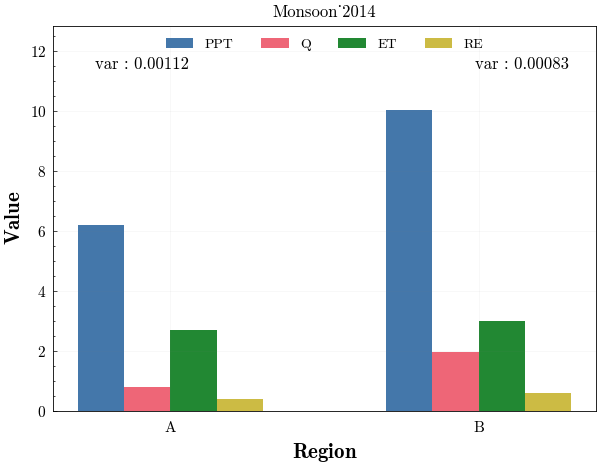 Monsoon˙2014
PPT Q ET RE
var : 0.00112
var : 0.00083
12
10
8
6
4
2
0
Value
A B
Region